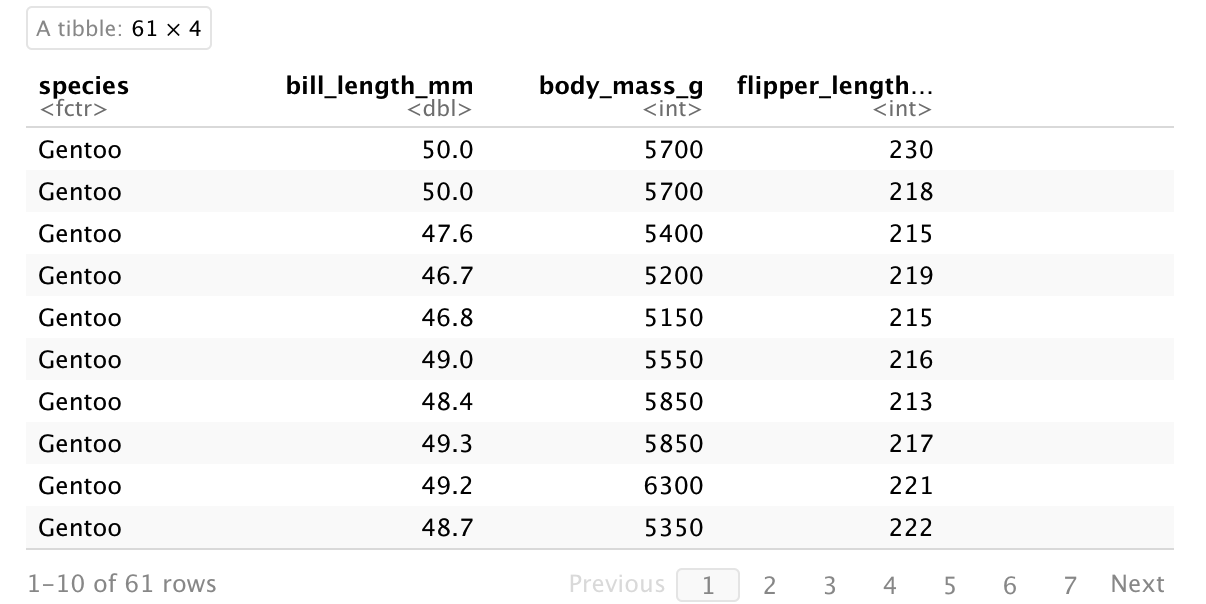 A tibble: 61 × 4
species bill_length_mm body_mass_g flipper_length...
<fctr> <dbl> <int> <int>
Gentoo 50.0 5700 230
Gentoo 50.0 5700 218
Gentoo 47.6 5400 215
Gentoo 46.7 5200 219
Gentoo 46.8 5150 215
Gentoo 49.0 5550 216
Gentoo 48.4 5850 213
Gentoo 49.3 5850 217
Gentoo 49.2 6300 221
Gentoo 48.7 5350 222
1-10 of 61 rows Previous 1 2 3 4 5 6 7 Next